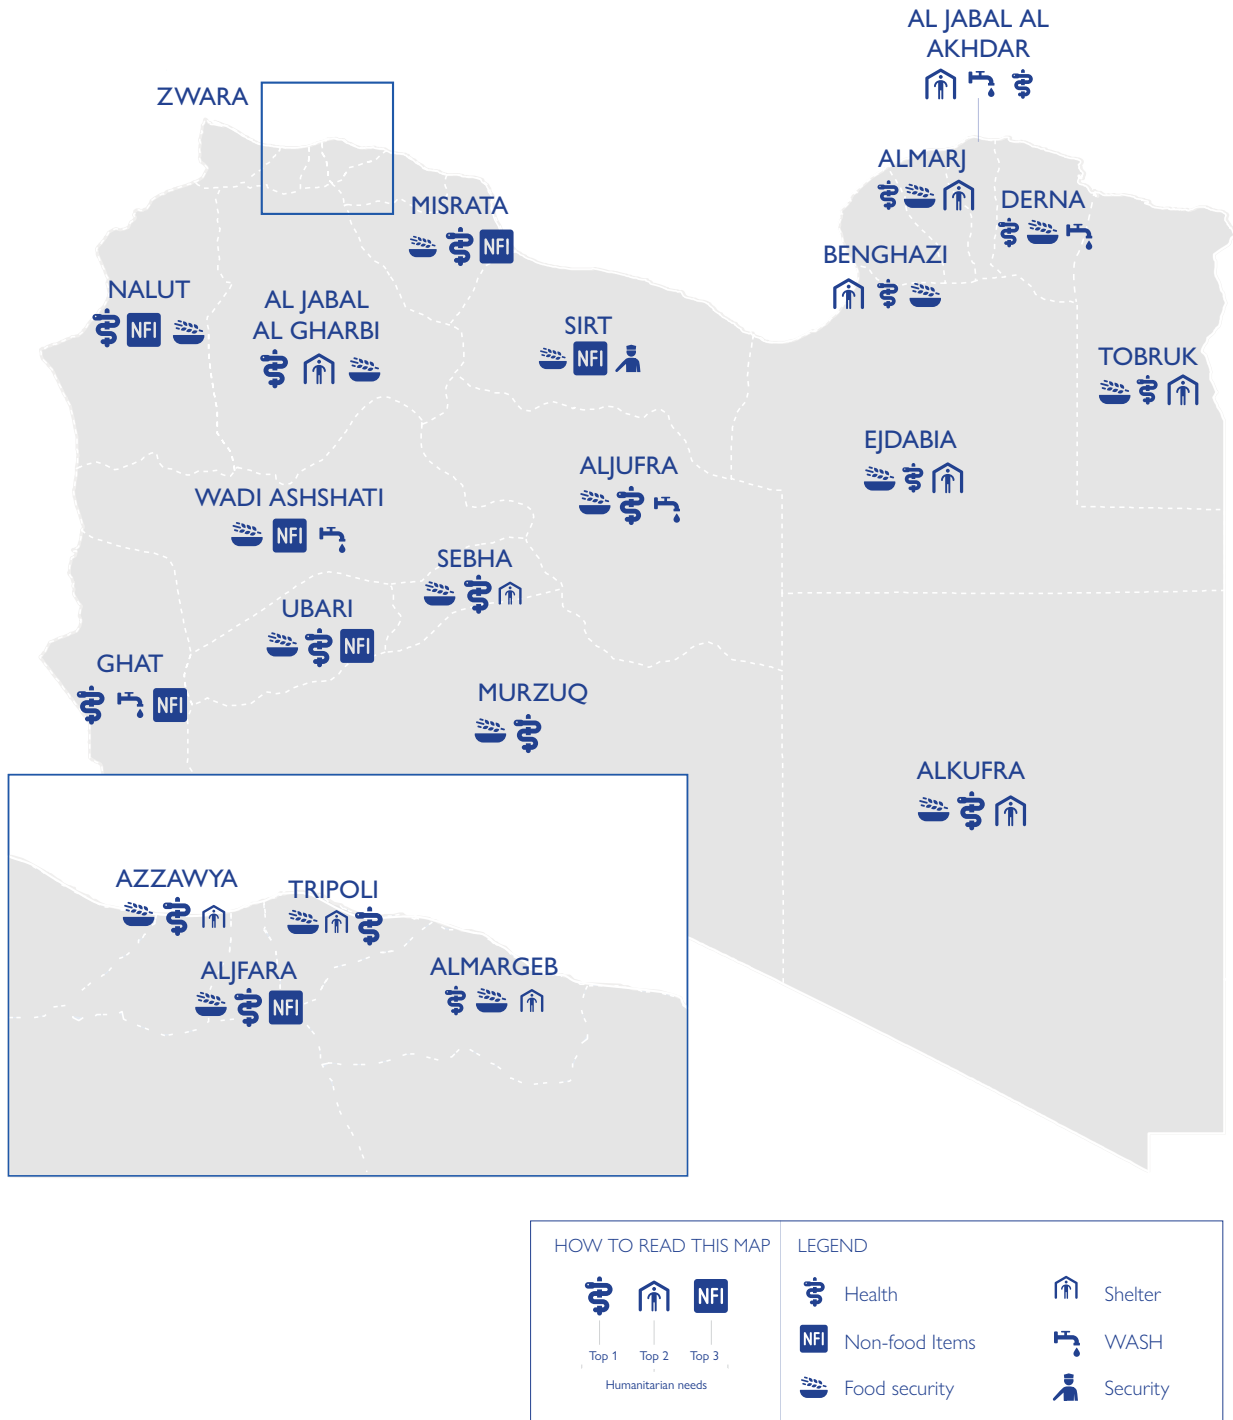 AL JABAL AL
AKHDAR
ZWARA
ALMARJ
DERNA
MISRATA
NFI
BENGHAZI
NALUT
NFI
AL JABAL
AL GHARBI
SIRT
NFI
TOBRUK
EJDABIA
ALJUFRA
WADI ASHSHATI
NFI
SEBHA
UBARI
NFI
GHAT
NFI
MURZUQ
ALKUFRA
AZZAWYA
TRIPOLI
ALJFARA
NFI
ALMARGEB
HOW TO READ THIS MAP
NFI
Top 1
Top 2
Top 3
Humanitarian needs
LEGEND
Health
Shelter
NFI
Non-food Items
WASH
Food security
Security